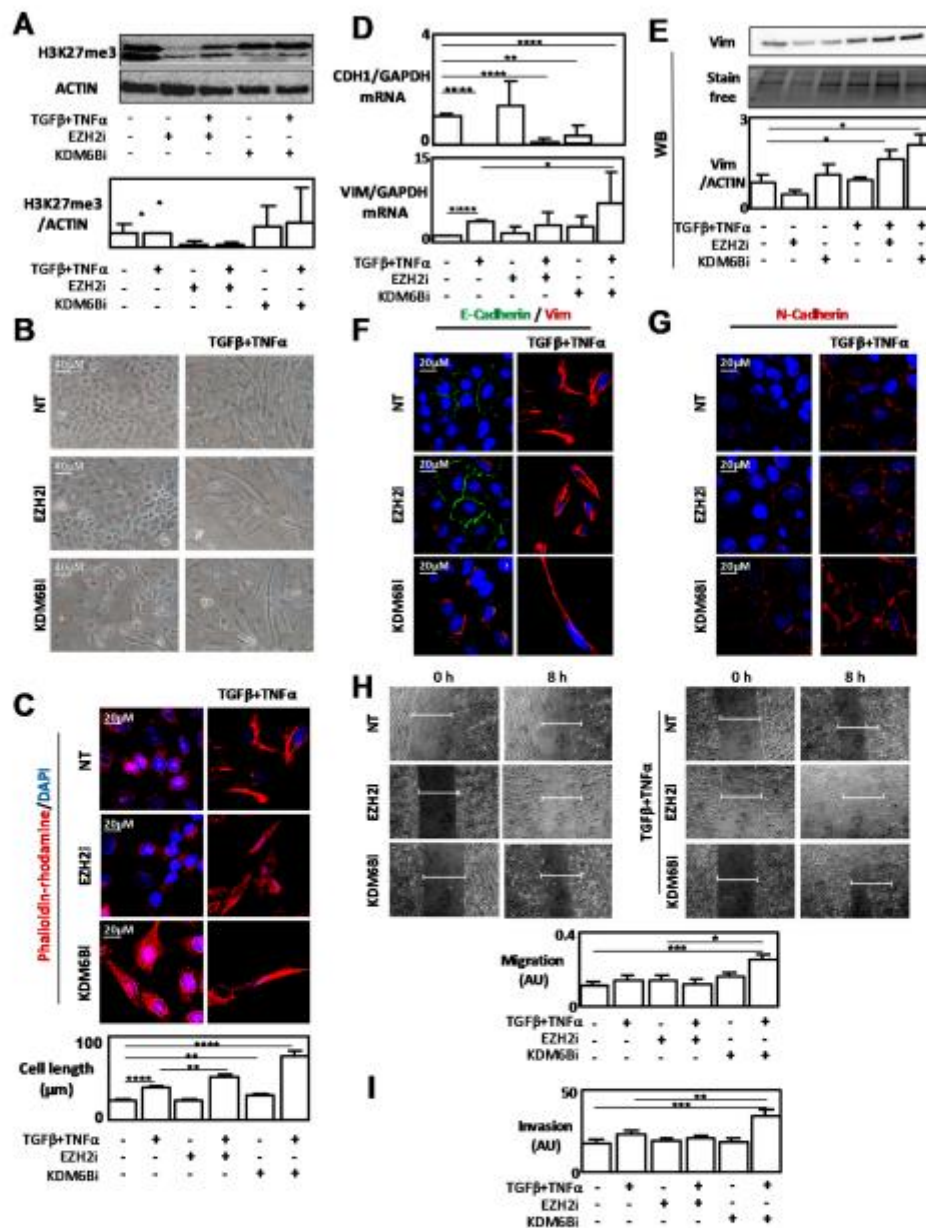 A
H3K27me3
ACTIN
TGFβ+TNFα - - + - +
EZH2i - + + - -
KDM6Bi - - - + +
H3K27me3
/ACTIN
* *
TGFβ+TNFα - + - + - +
EZH2i - - + + - -
KDM6Bi - - - - + +
B
TGFβ+TNFα
NT
40µM
EZH2i
40µM
KDM6Bi
40µM
C
TGFβ+TNFα
Phalloidin-rhodamine/DAPI
NT
20µM
EZH2i
20µM
KDM6Bi
20µM
100
Cell length
(µm)
0
****
**
**
****
TGFβ+TNFα - + - + - +
EZH2i - - + + - -
KDM6Bi - - - - + +
D
4
CDH1/GAPDH
mRNA
0
****
**
****
****
15
VIM/GAPDH
mRNA
0
*
****
TGFβ+TNFα - + - + - +
EZH2i - - + + - -
KDM6Bi - - - - + +
E
WB
Vim
Stain
free
3
Vim
/ACTIN
0
*
*
TGFβ+TNFα - - - + + +
EZH2i - + - - + -
KDM6Bi - - + - - +
F
E-Cadherin / Vim
TGFβ+TNFα
NT
20µM
EZH2i
20µM
KDM6Bi
20µM
G
N-Cadherin
TGFβ+TNFα
NT
20µM
EZH2i
20µM
KDM6Bi
20µM
H
0 h 8 h
NT
EZH2i
KDM6Bi
0 h 8 h
TGFβ+TNFα
NT
EZH2i
KDM6Bi
0.4
Migration
(AU)
0
*
***
TGFβ+TNFα - + - + - +
EZH2i - - + + - -
KDM6Bi - - - - + +
I
50
Invasion
(AU)
0
**
***
TGFβ+TNFα - + - + - +
EZH2i - - + + - -
KDM6Bi - - - - + +